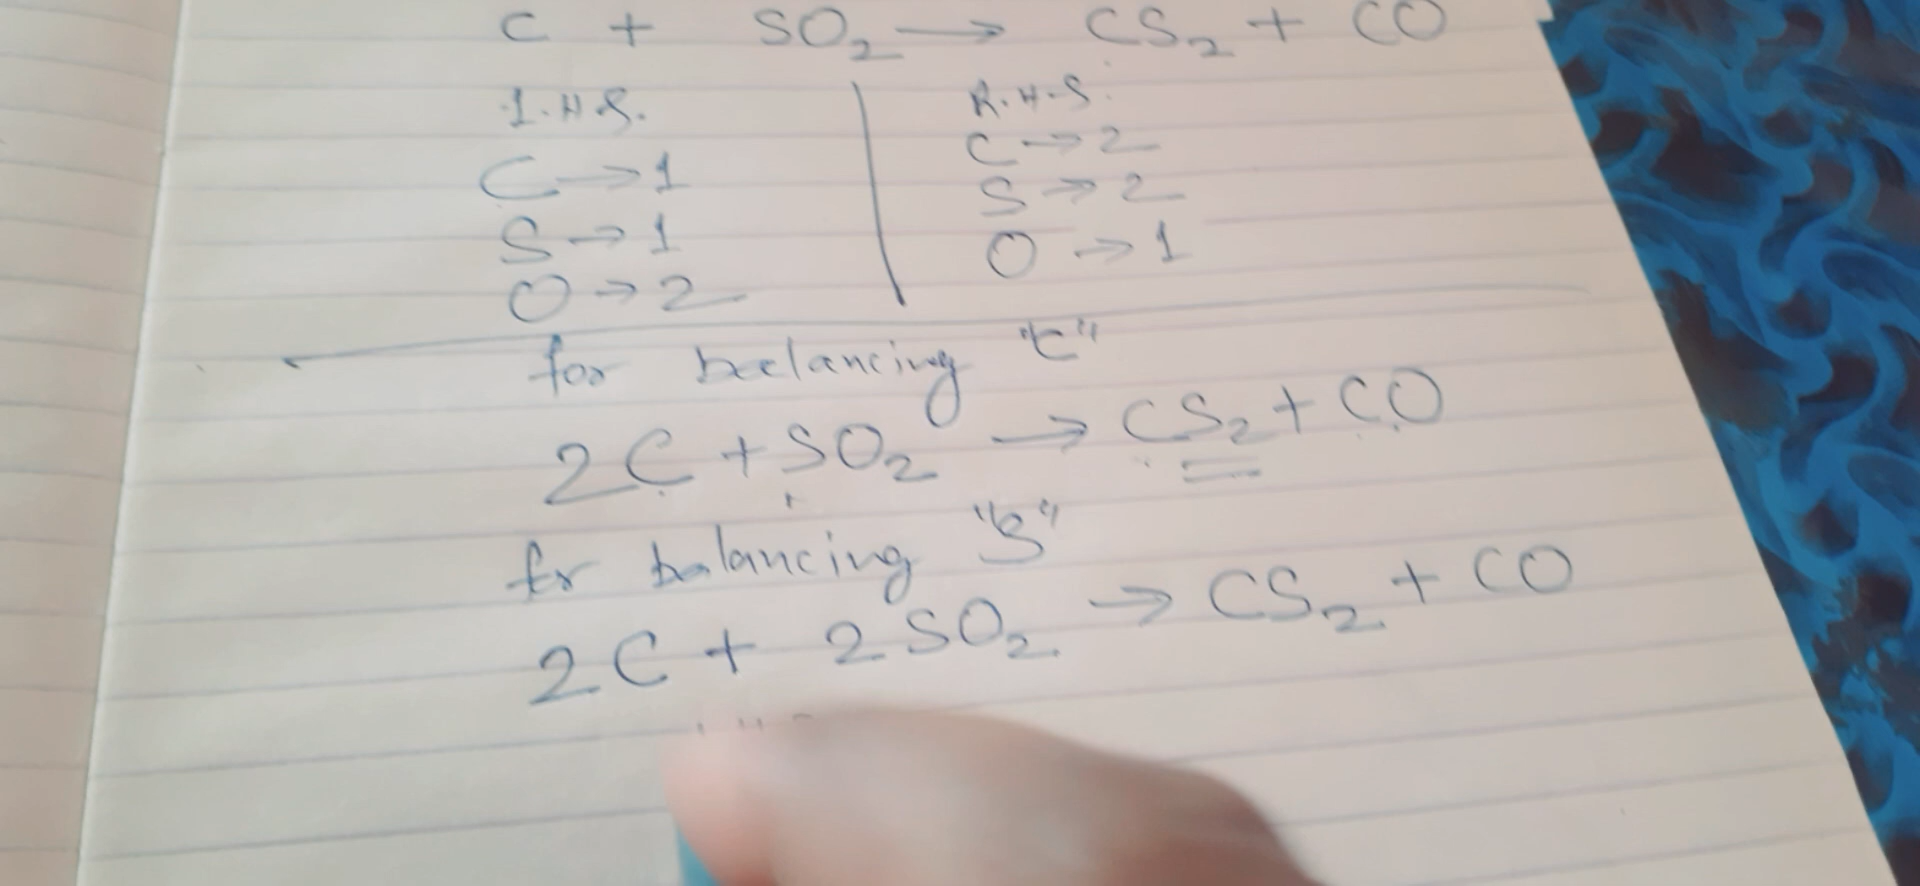 C + SO₂ → CS₂ + CO
L.H.S. R.H.S.
C → 1 C → 2
S → 1 S → 2
O → 2 O → 1
for balancing "C"
2C + SO₂ → CS₂ + CO
for balancing "S"
2C + 2SO₂ → CS₂ + CO